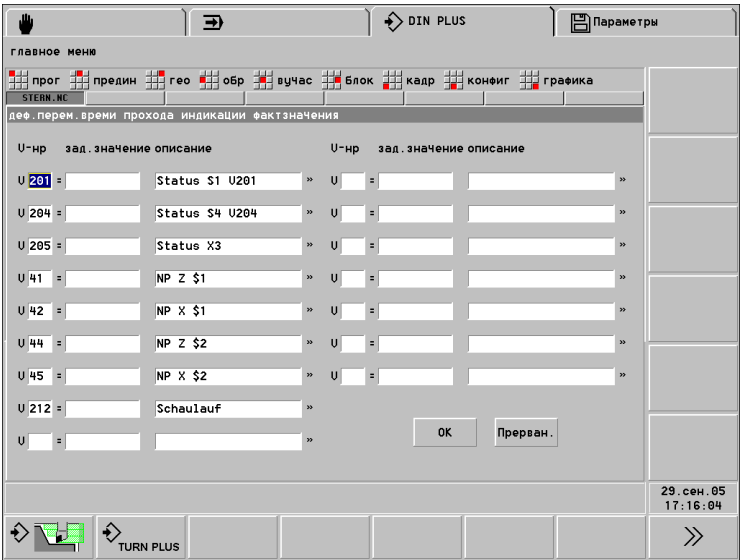 DIN PLUS Параметры
главное меню
прог предин гео обр вучас блок кадр конфиг графика
STERN.NC
деф.перем.времи прохода индикации фактзначения
V-нр зад.значение описание V-нр зад.значение описание
V 201 = Status S1 V201 » V = »
V 204 = Status S4 V204 » V = »
V 205 = Status X3 » V = »
V 41 = NP Z $1 » V = »
V 42 = NP X $1 » V = »
V 44 = NP Z $2 » V = »
V 45 = NP X $2 » V = »
V 212 = Schaulauf »
V = »
OK Прерван.
29.сен.05
17:16:04
TURN PLUS